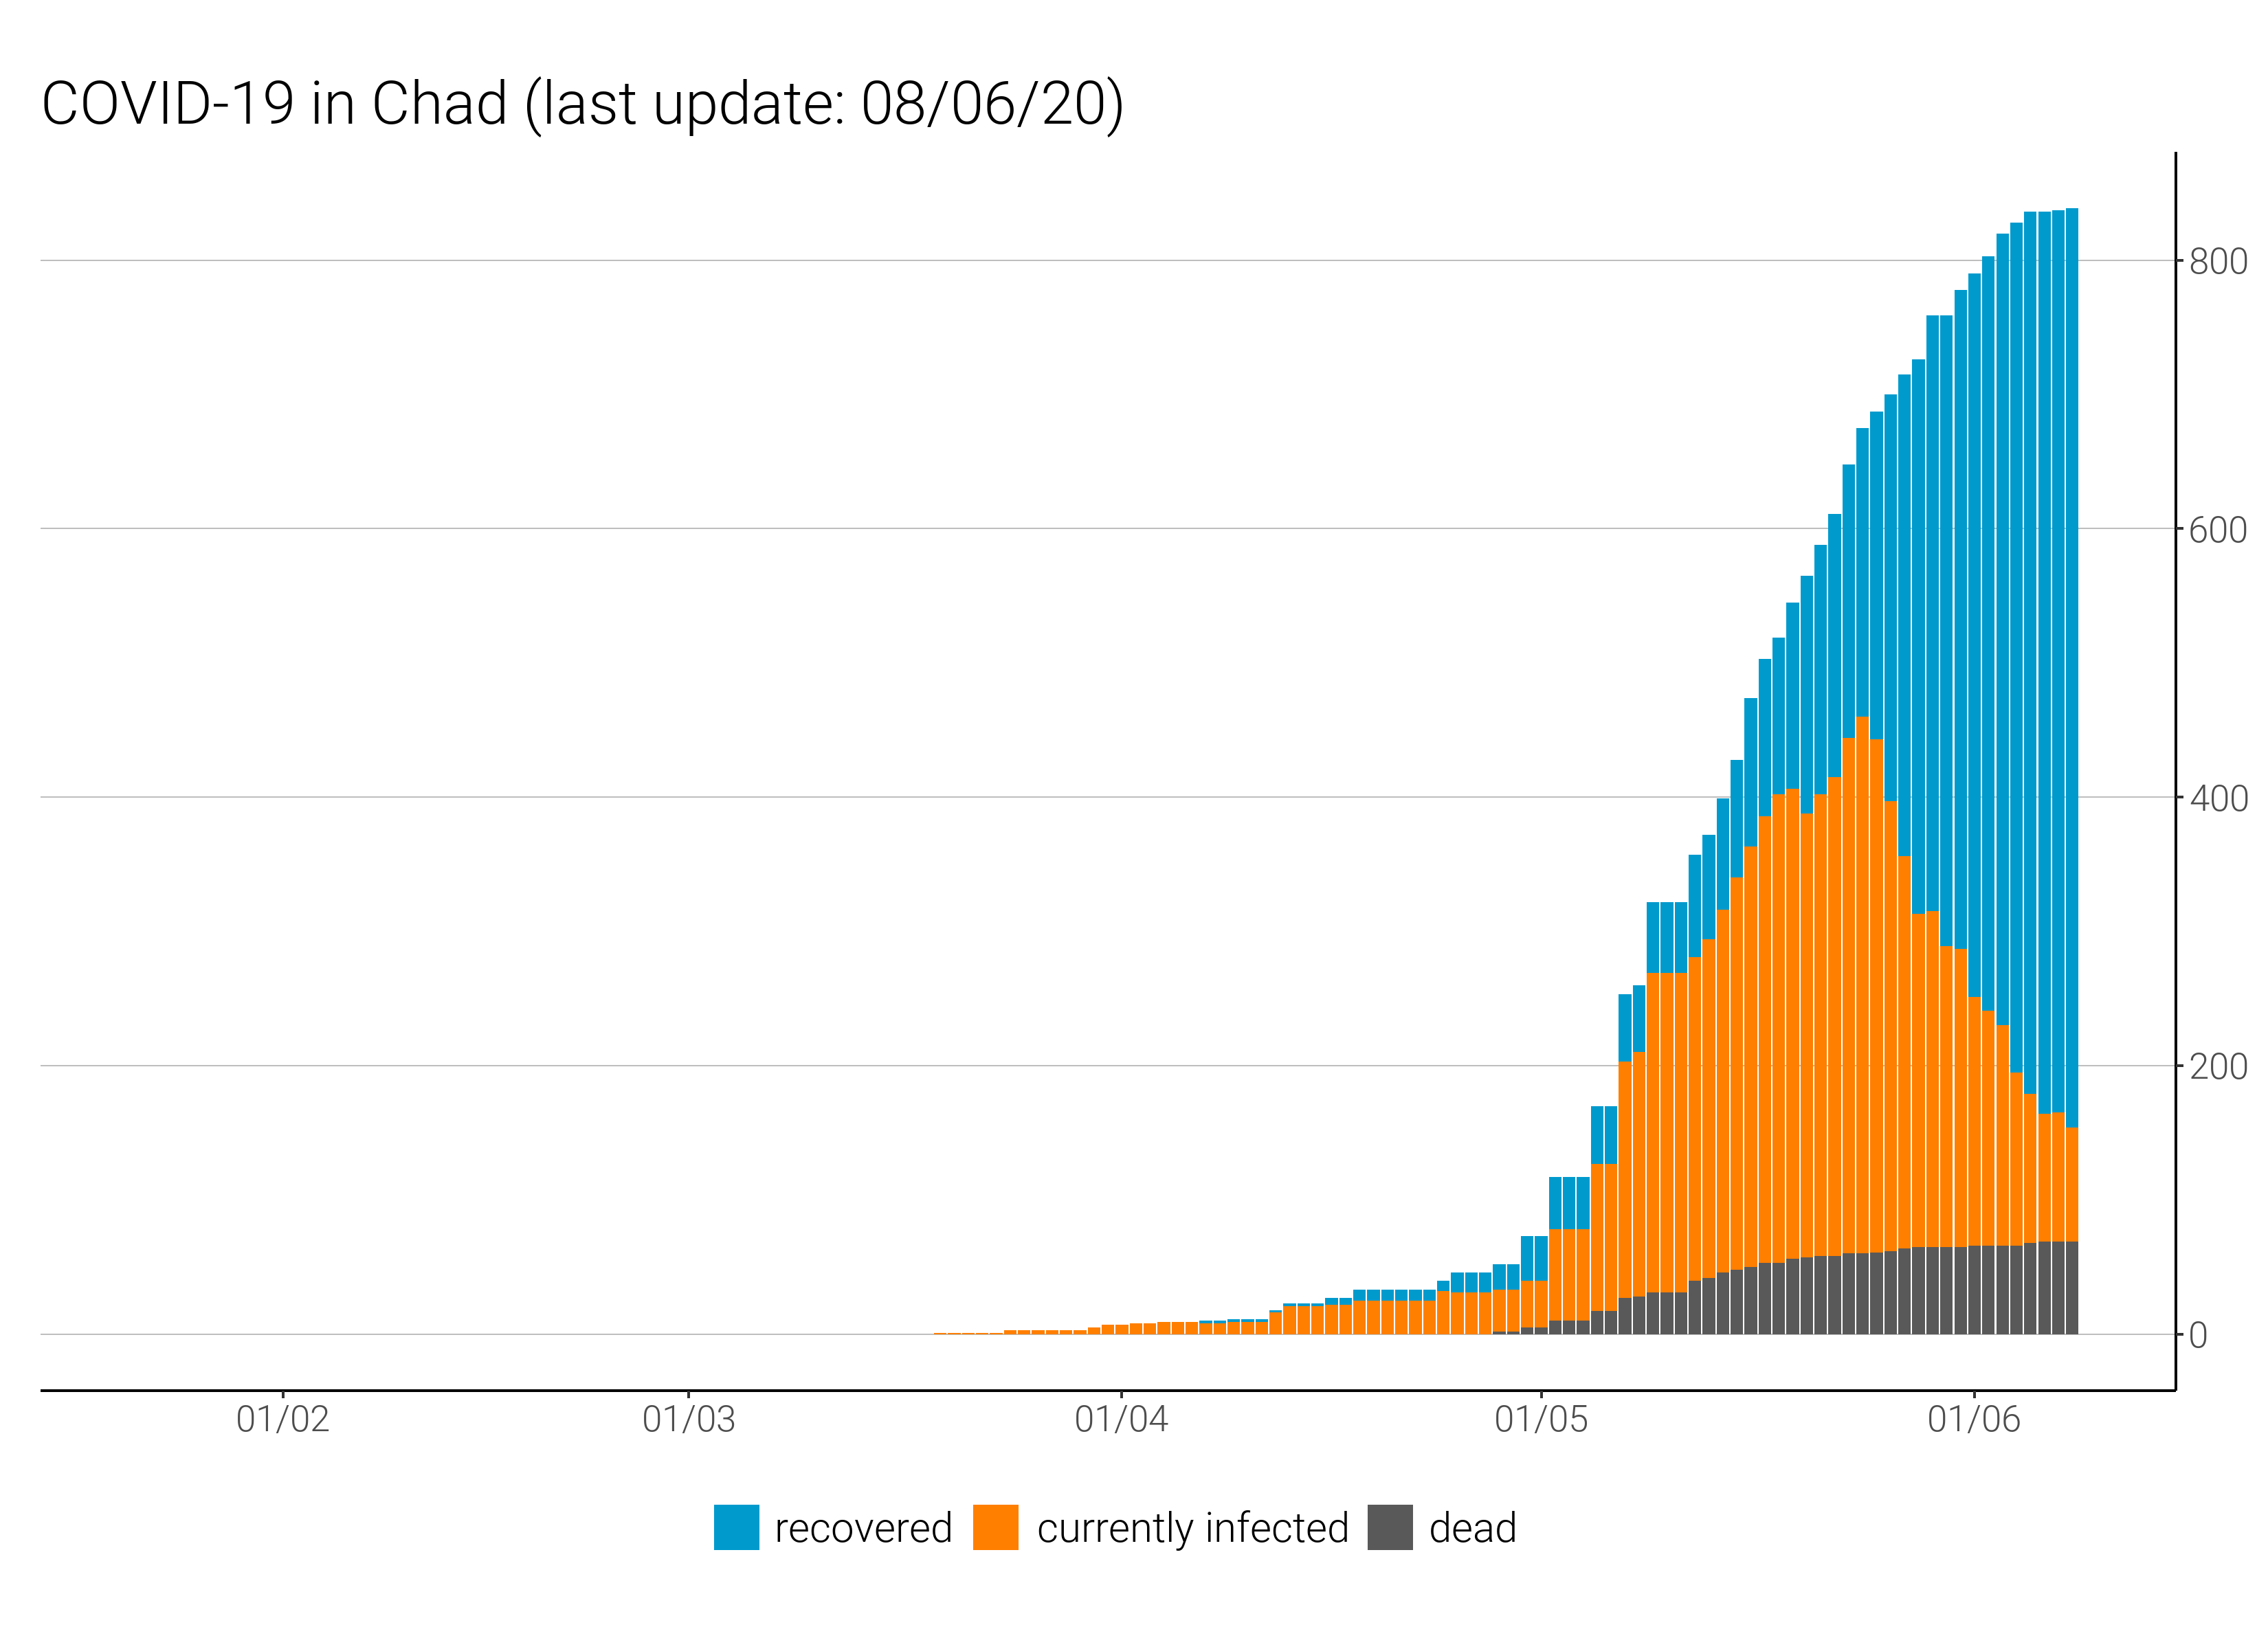 COVID-19 in Chad (last update: 08/06/20)
800
600
400
200
0
01/02 01/03 01/04 01/05 01/06
recovered currently infected dead